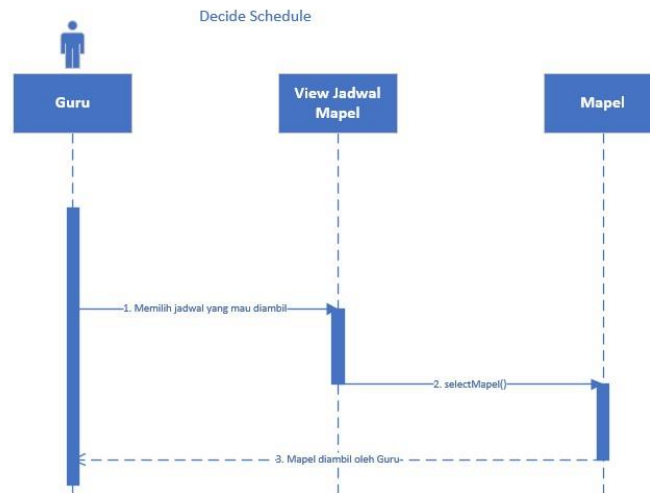 Decide Schedule
Guru
View Jadwal
Mapel
Mapel
1. Memilih jadwal yang mau diambil
2. selectMapel()
3. Mapel diambil oleh Guru